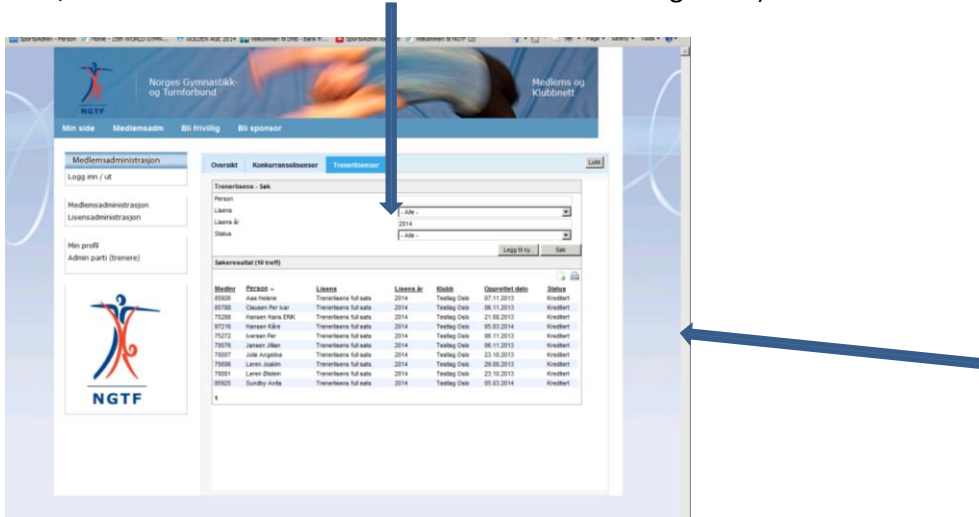 Norges Gymnastikk-
og Turnforbund
Medlems og
Klubbnett
NGTF
Min side Medlemsadm Bli frivillig Bli sponsor
Medlemsadministrasjon
Logg inn / ut
Medlemsadministrasjon
Lisensadministrasjon
Min profil
Admin parti (trenere)
NGTF
Oversikt Konkurranselisenser Trenerlisenser Lukk
Trenerlisens - Søk
Person
Lisens - Alle -
Lisens år 2014
Status - Alle -
Legg til ny.. Søk
Søkeresultat (10 treff)
Medlnr Person Lisens Lisens år Klubb Opprettet dato Status
85926 Aas Helene Trenerlisens full sats 2014 Testlag Oslo 07.11.2013 Kreditert
80788 Clausen Per Ivar Trenerlisens full sats 2014 Testlag Oslo 06.11.2013 Kreditert
75288 Hansen Hans ERIK Trenerlisens full sats 2014 Testlag Oslo 21.08.2013 Kreditert
97216 Hansen Kåre Trenerlisens full sats 2014 Testlag Oslo 05.03.2014 Kreditert
75272 Iversen Per Trenerlisens full sats 2014 Testlag Oslo 06.11.2013 Kreditert
78076 Jensen Jillian Trenerlisens full sats 2014 Testlag Oslo 06.11.2013 Kreditert
78007 Jolie Angelina Trenerlisens full sats 2014 Testlag Oslo 23.10.2013 Kreditert
75606 Leren Joakim Trenerlisens full sats 2014 Testlag Oslo 29.08.2013 Kreditert
78001 Leren Øistein Trenerlisens full sats 2014 Testlag Oslo 23.10.2013 Kreditert
85925 Sundby Anita Trenerlisens full sats 2014 Testlag Oslo 05.03.2014 Kreditert
1